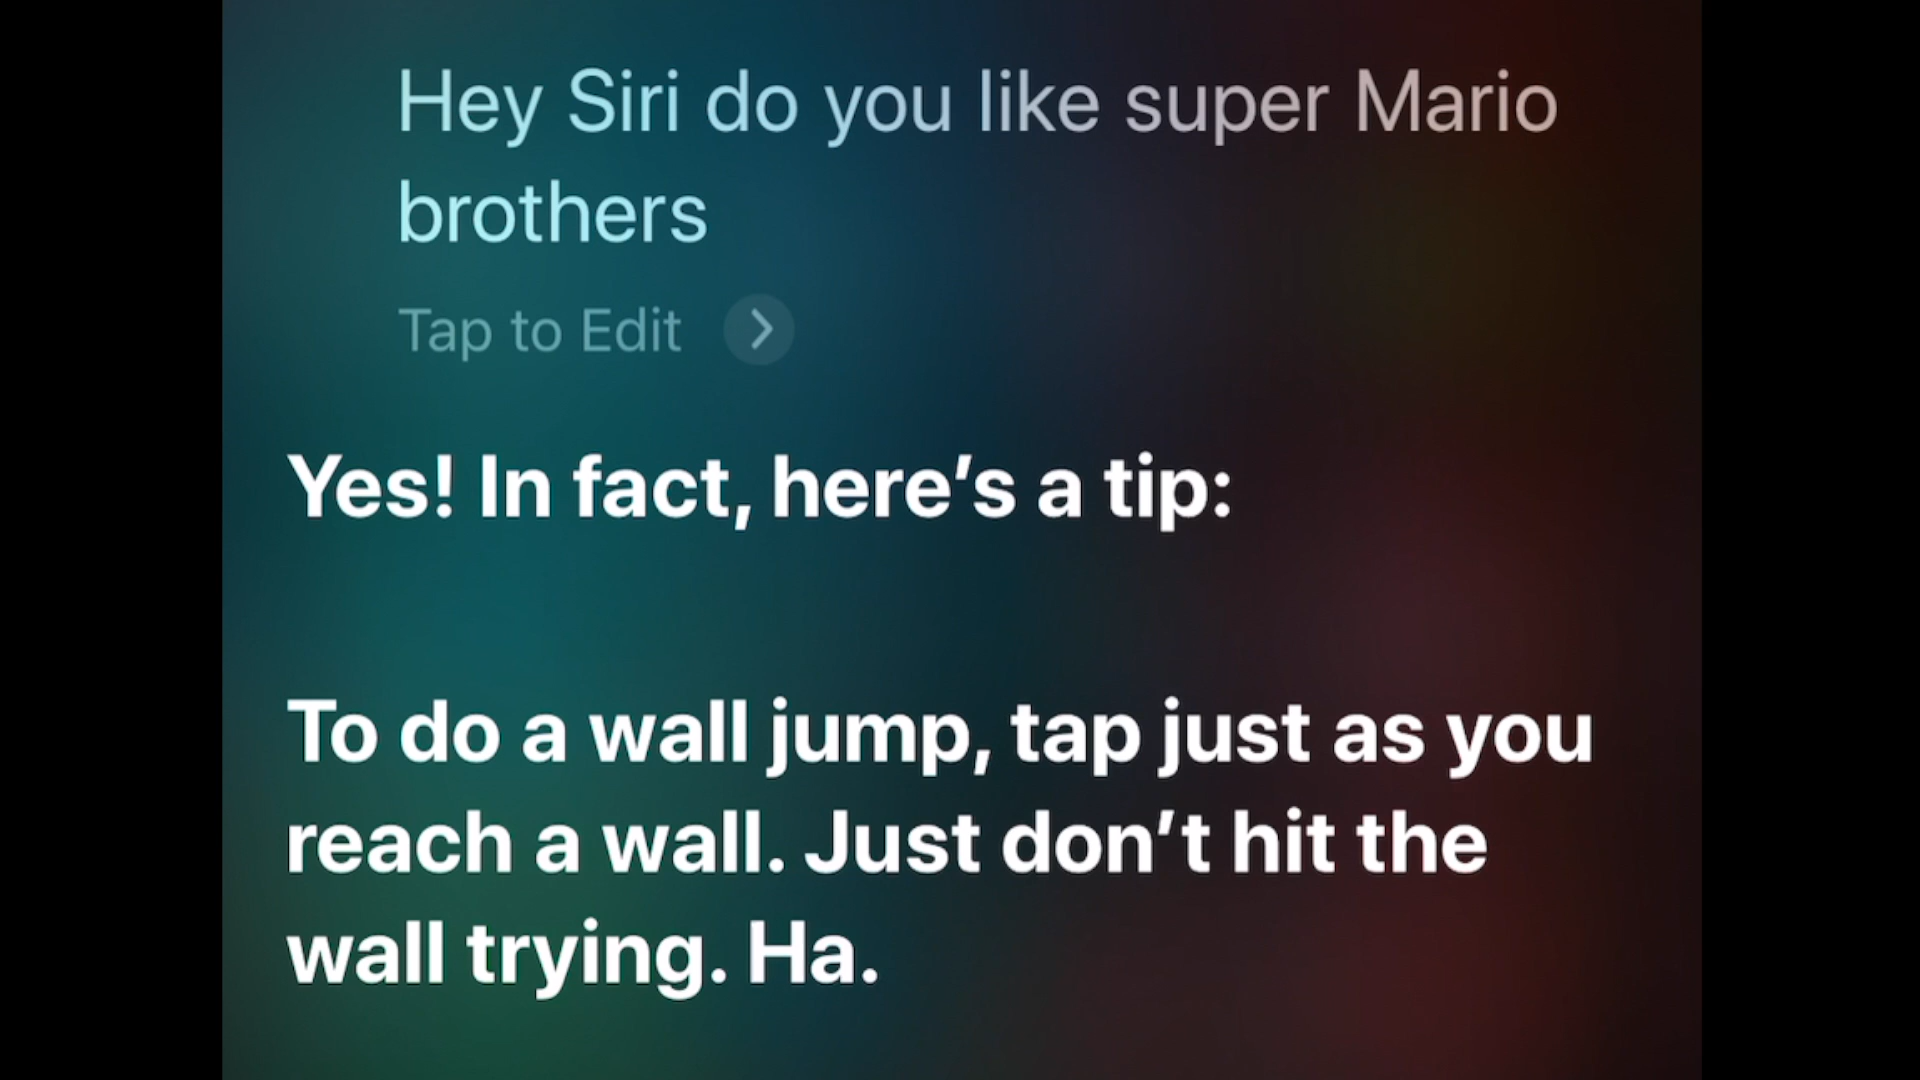 Hey Siri do you like super Mario
brothers
Tap to Edit
Yes! In fact, here’s a tip:
To do a wall jump, tap just as you
reach a wall. Just don’t hit the
wall trying. Ha.